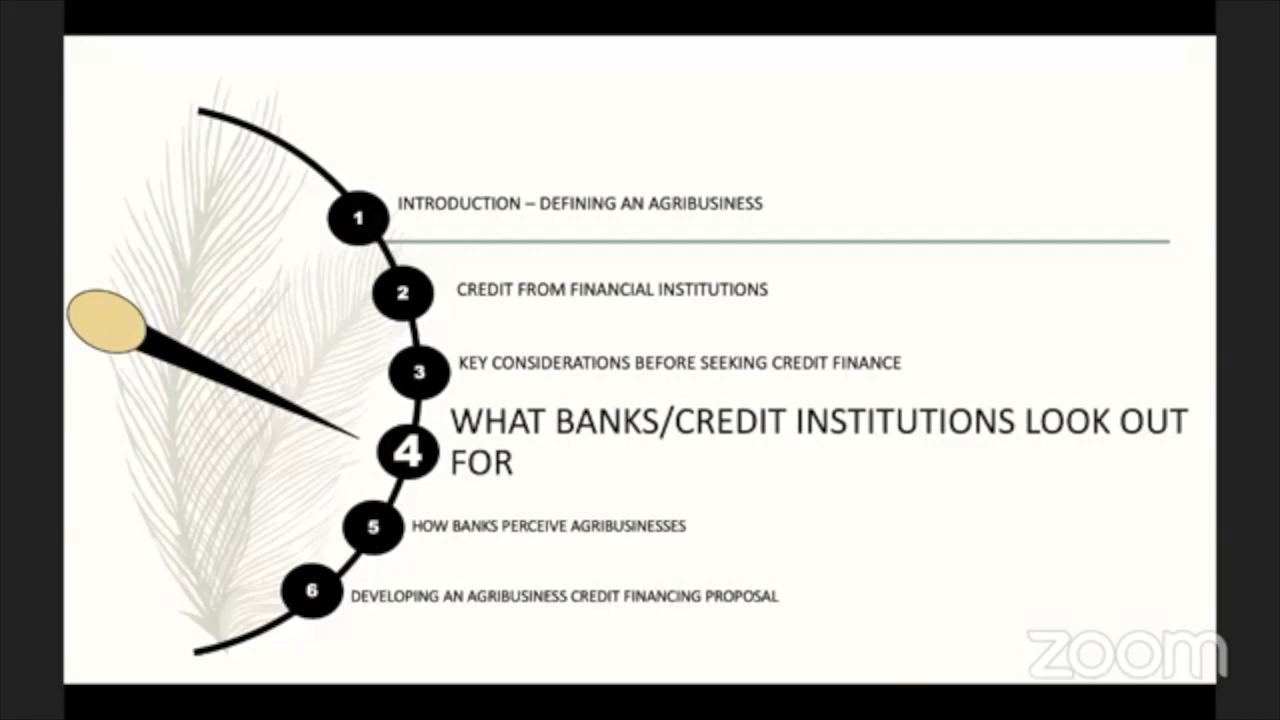 1 INTRODUCTION – DEFINING AN AGRIBUSINESS
2 CREDIT FROM FINANCIAL INSTITUTIONS
3 KEY CONSIDERATIONS BEFORE SEEKING CREDIT FINANCE
4 WHAT BANKS/CREDIT INSTITUTIONS LOOK OUT
FOR
5 HOW BANKS PERCEIVE AGRIBUSINESSES
6 DEVELOPING AN AGRIBUSINESS CREDIT FINANCING PROPOSAL
zoom